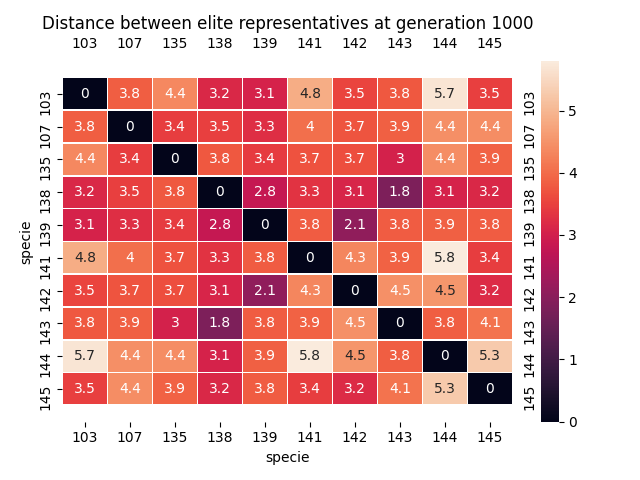 Distance between elite representatives at generation 1000
103 107 135 138 139 141 142 143 144 145
103 0 3.8 4.4 3.2 3.1 4.8 3.5 3.8 5.7 3.5 103
107 3.8 0 3.4 3.5 3.3 4 3.7 3.9 4.4 4.4 107
135 4.4 3.4 0 3.8 3.4 3.7 3.7 3 4.4 3.9 135
138 3.2 3.5 3.8 0 2.8 3.3 3.1 1.8 3.1 3.2 138
139 3.1 3.3 3.4 2.8 0 3.8 2.1 3.8 3.9 3.8 139
141 4.8 4 3.7 3.3 3.8 0 4.3 3.9 5.8 3.4 141
142 3.5 3.7 3.7 3.1 2.1 4.3 0 4.5 4.5 3.2 142
143 3.8 3.9 3 1.8 3.8 3.9 4.5 0 3.8 4.1 143
144 5.7 4.4 4.4 3.1 3.9 5.8 4.5 3.8 0 5.3 144
145 3.5 4.4 3.9 3.2 3.8 3.4 3.2 4.1 5.3 0 145
103 107 135 138 139 141 142 143 144 145
specie
specie
5
4
3
2
1
0